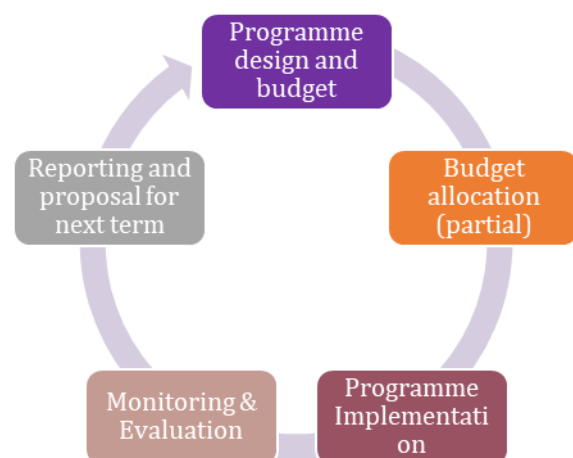 Programme
design and
budget
Budget
allocation
(partial)
Programme
Implementati
on
Monitoring &
Evaluation
Reporting and
proposal for
next term